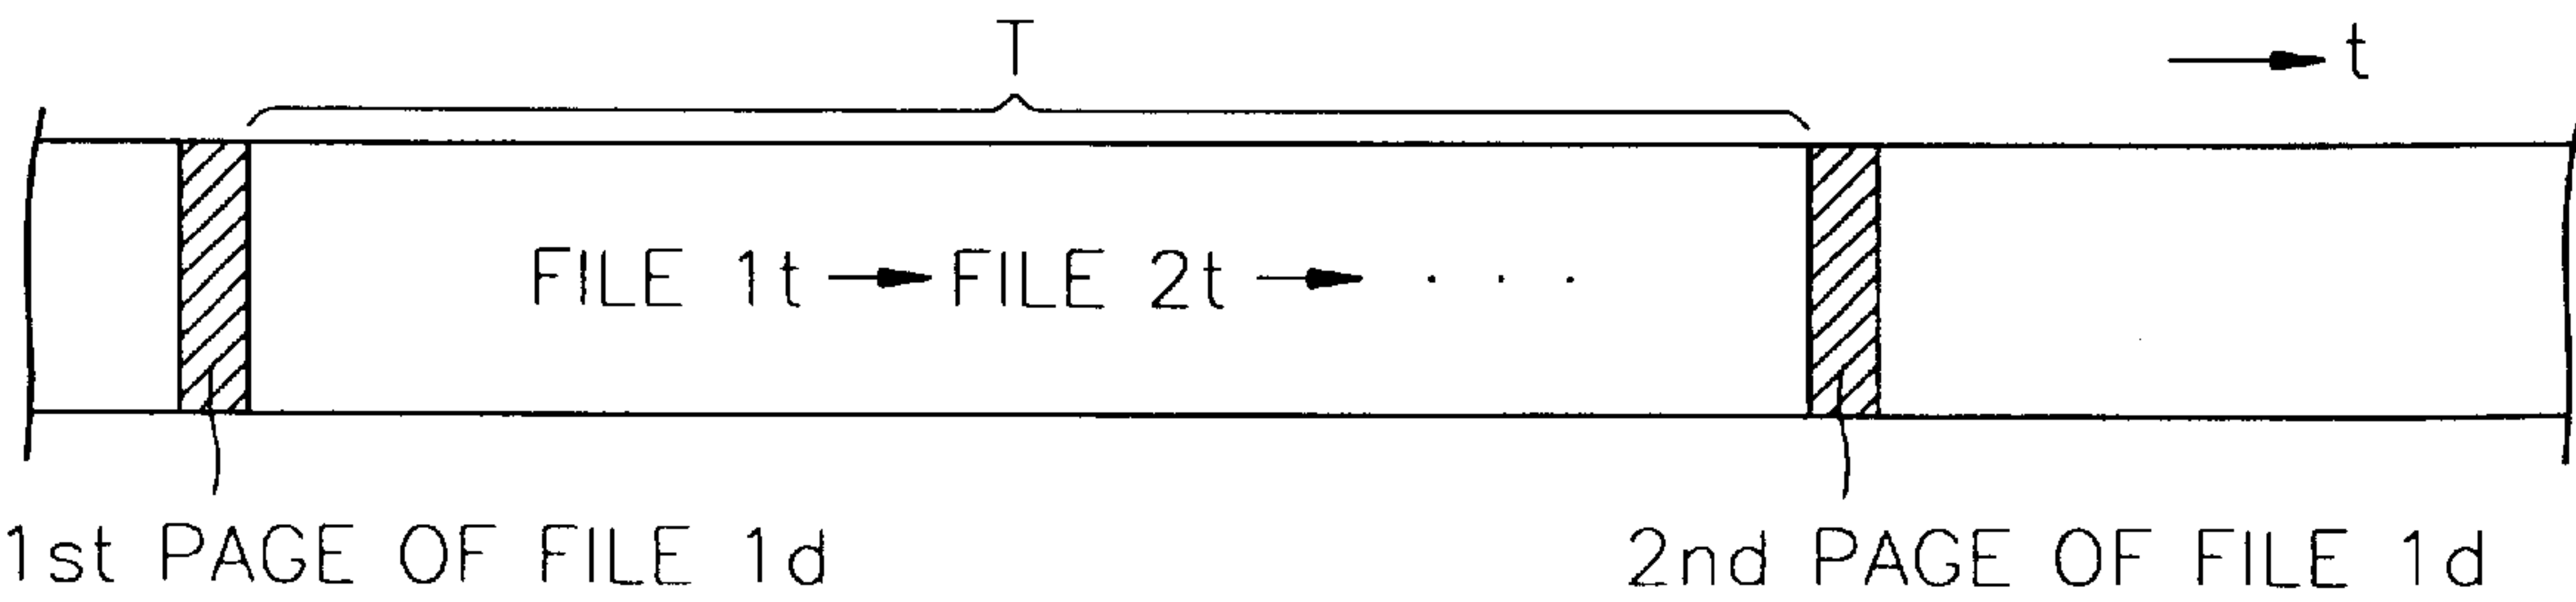 T
t
FILE 1t FILE 2t . . .
1st PAGE OF FILE 1d
2nd PAGE OF FILE 1d